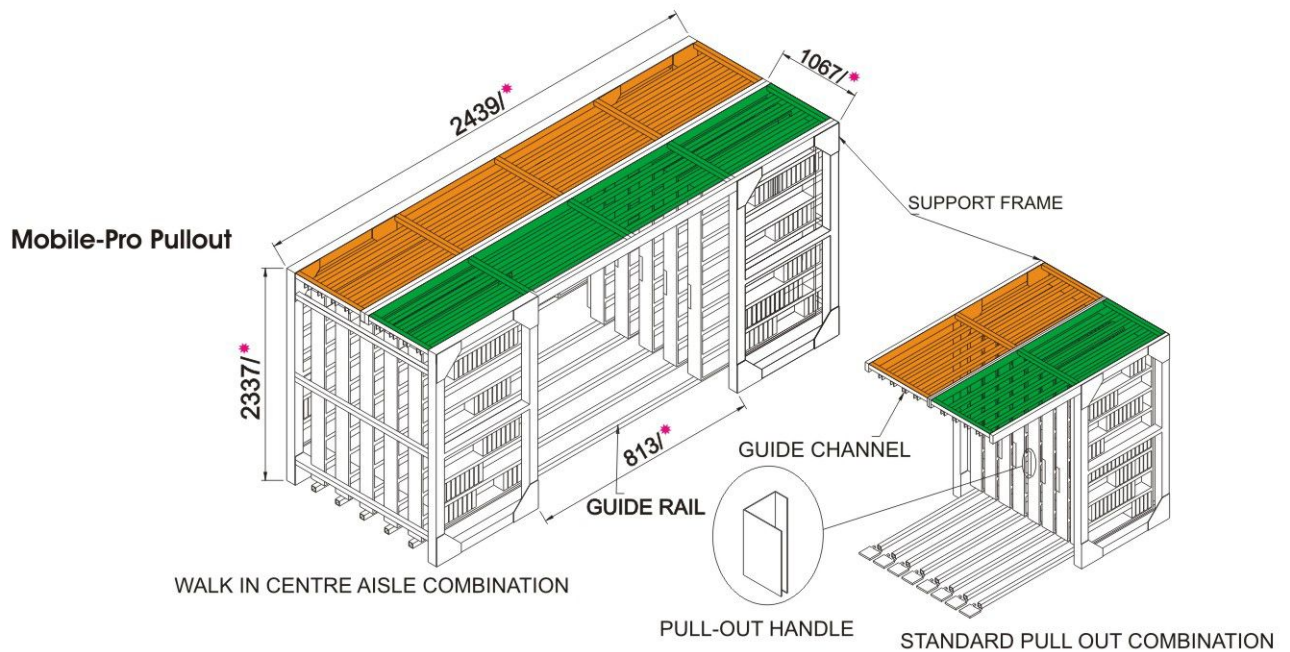 2439/*
1067/*
SUPPORT FRAME
Mobile-Pro Pullout
2337/*
813/*
GUIDE CHANNEL
GUIDE RAIL
WALK IN CENTRE AISLE COMBINATION
PULL-OUT HANDLE
STANDARD PULL OUT COMBINATION